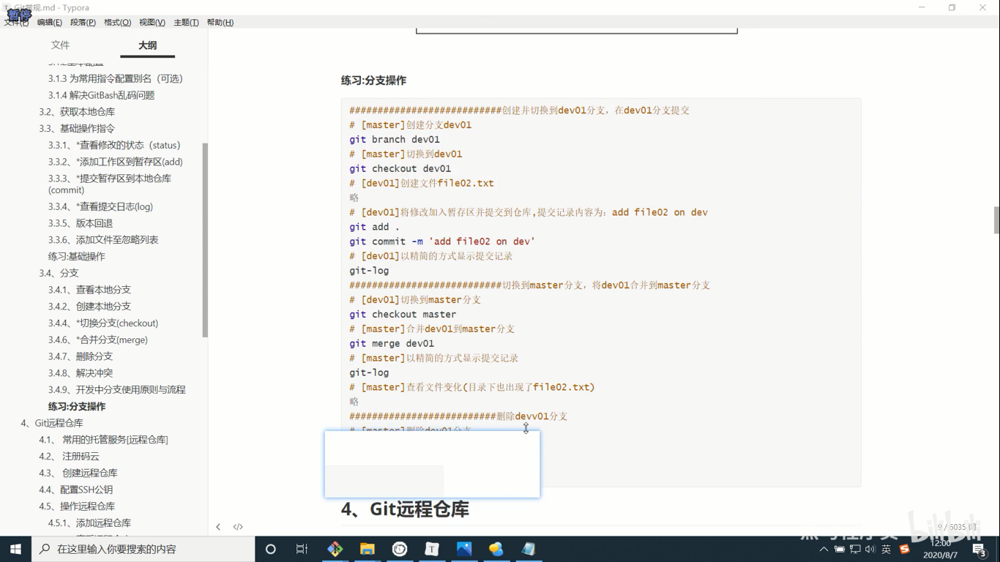 Git常规.md - Typora
暂停
文件(F) 编辑(E) 段落(P) 格式(O) 视图(V) 主题(T) 帮助(H)
文件 大纲
3.1.2基本配置
3.1.3 为常用指令配置别名（可选）
3.1.4 解决GitBash乱码问题
3.2、获取本地仓库
3.3、基础操作指令
3.3.1、*查看修改的状态（status）
3.3.2、*添加工作区到暂存区(add)
3.3.3、*提交暂存区到本地仓库
(commit)
3.3.4、*查看提交日志(log)
3.3.5、版本回退
3.3.6、添加文件至忽略列表
练习:基础操作
3.4、分支
3.4.1、查看本地分支
3.4.2、创建本地分支
3.4.4、*切换分支(checkout)
3.4.6、*合并分支(merge)
3.4.7、删除分支
3.4.8、解决冲突
3.4.9、开发中分支使用原则与流程
练习:分支操作
4、Git远程仓库
4.1、 常用的托管服务[远程仓库]
4.2、 注册码云
4.3、 创建远程仓库
4.4、配置SSH公钥
4.5、操作远程仓库
4.5.1、添加远程仓库
练习:分支操作
###########################创建并切换到dev01分支，在dev01分支提交
# [master]创建分支dev01
git branch dev01
# [master]切换到dev01
git checkout dev01
# [dev01]创建文件file02.txt
略
# [dev01]将修改加入暂存区并提交到仓库,提交记录内容为：add file02 on dev
git add .
git commit -m 'add file02 on dev'
# [dev01]以精简的方式显示提交记录
git-log
###########################切换到master分支，将dev01合并到master分支
# [dev01]切换到master分支
git checkout master
# [master]合并dev01到master分支
git merge dev01
# [master]以精简的方式显示提交记录
git-log
# [master]查看文件变化(目录下也出现了file02.txt)
略
##########################删除devv01分支
# [master]删除dev01分支
4、Git远程仓库
9 / 6035 词
bilibili
在这里输入你要搜索的内容
英
12:00
2020/8/7
3